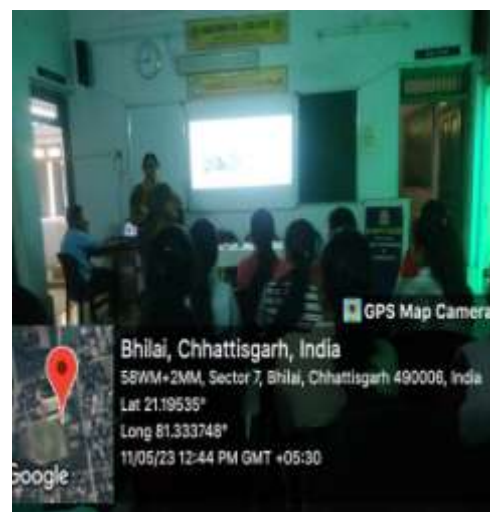 GPS Map Camera
Bhilai, Chhattisgarh, India
58WM+2MM, Sector 7, Bhilai, Chhattisgarh 490006, India
Lat 21.19535°
Long 81.333748°
11/05/23 12:44 PM GMT +05:30
Google